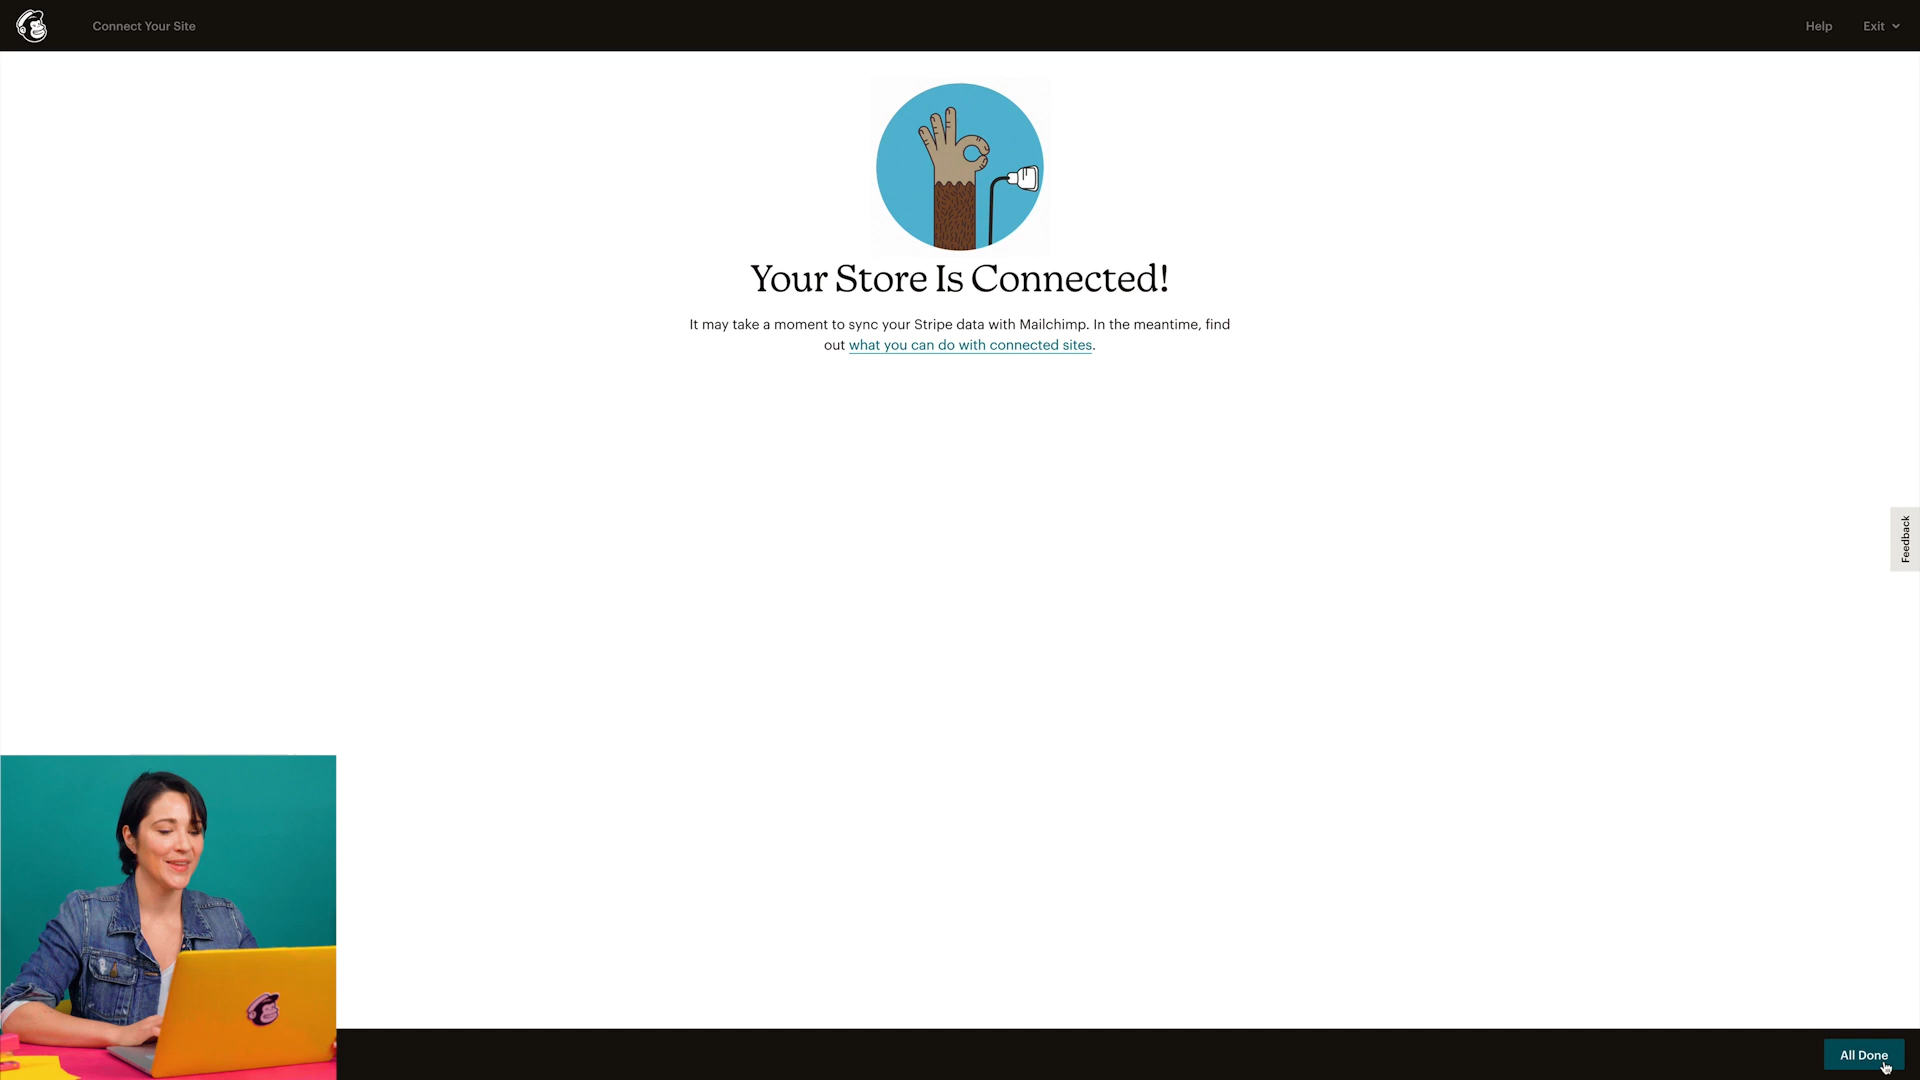 Connect Your Site
Help
Exit
Your Store Is Connected!
It may take a moment to sync your Stripe data with Mailchimp. In the meantime, find
out what you can do with connected sites.
Feedback
All Done